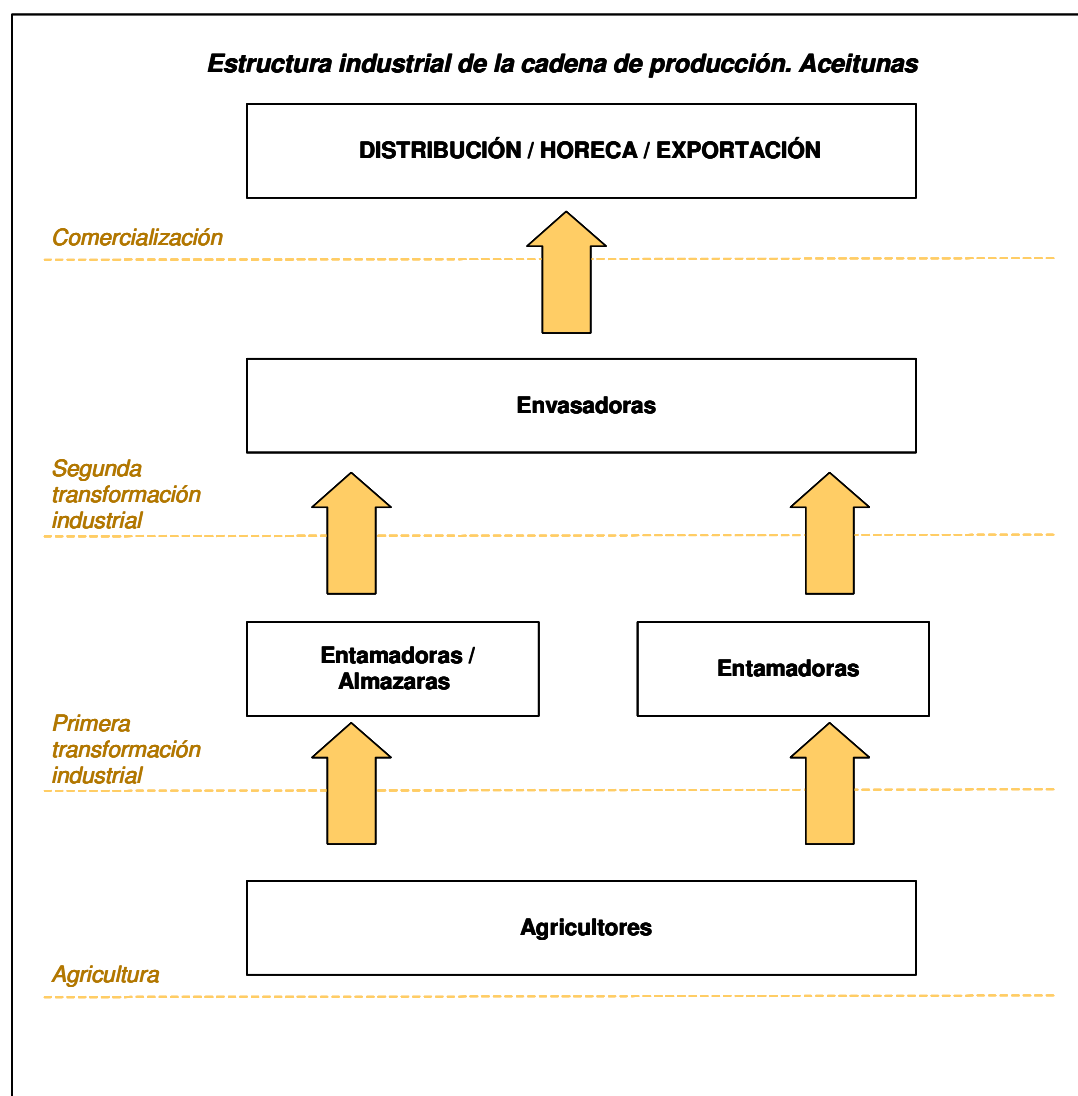 Estructura industrial de la cadena de producción. Aceitunas
DISTRIBUCIÓN / HORECA / EXPORTACIÓN
Comercialización
Envasadoras
Segunda
transformación
industrial
Entamadoras /
Almazaras
Entamadoras
Primera
transformación
industrial
Agricultores
Agricultura